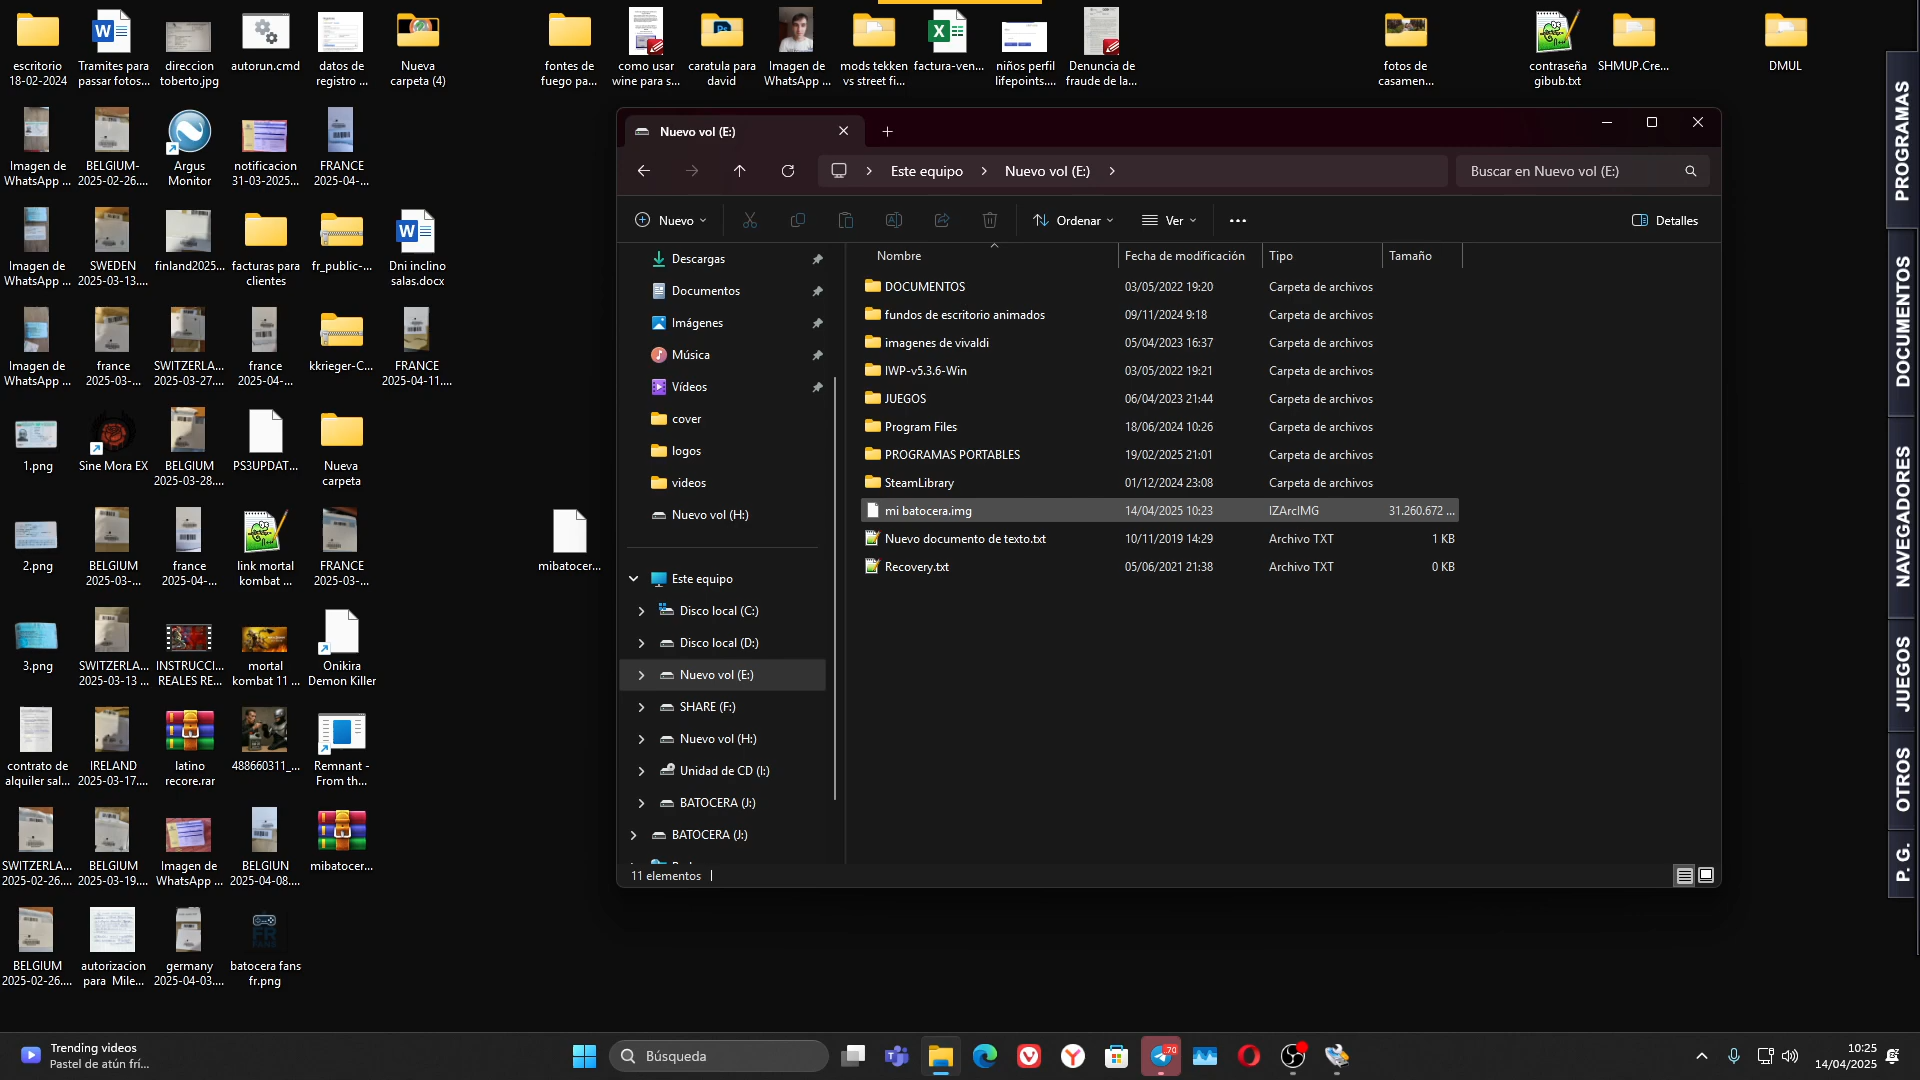 escritorio
18-02-2024
Tramites para
passar fotos...
direccion
toberto.jpg
autorun.cmd
datos de
registro ...
Nueva
carpeta (4)
fontes de
fuego pa...
como usar
wine para s...
caratula para
david
Imagen de
WhatsApp ...
mods tekken
vs street fi...
factura-ven...
niños perfil
lifepoints....
Denuncia de
fraude de la...
fotos de
casamen...
contraseña
gibub.txt
SHMUP.Cre...
DMUL
Imagen de
WhatsApp ...
BELGIUM-
2025-02-26....
Argus
Monitor
notificacion
31-03-2025...
FRANCE
2025-04-...
Imagen de
WhatsApp ...
SWEDEN
2025-03-13....
finland2025...
facturas para
clientes
fr_public-...
Dni inclino
salas.docx
Imagen de
WhatsApp ...
france
2025-03-...
SWITZERLA...
2025-03-27....
france
2025-04-...
kkrieger-C...
FRANCE
2025-04-11....
1.png
Sine Mora EX
BELGIUM
2025-03-28....
PS3UPDAT...
Nueva
carpeta
2.png
BELGIUM
2025-03-...
france
2025-04-...
link mortal
kombat ...
FRANCE
2025-03-...
mibatocer...
3.png
SWITZERLA...
2025-03-13 ...
INSTRUCCI...
REALES RE...
mortal
kombat 11 ...
Onikira
Demon Killer
contrato de
alquiler sal...
IRELAND
2025-03-17....
latino
recore.rar
488660311_...
Remnant -
From th...
SWITZERLA...
2025-02-26....
BELGIUM
2025-03-19....
Imagen de
WhatsApp ...
BELGIUN
2025-04-08....
mibatocer...
BELGIUM
2025-02-26....
autorizacion
para Mile...
germany
2025-04-03....
batocera fans
fr.png
Nuevo vol (E:)
Este equipo
Nuevo vol (E:)
Buscar en Nuevo vol (E:)
Nuevo
Ordenar
Ver
Detalles
Descargas
Documentos
Imágenes
Música
Vídeos
cover
logos
videos
Nuevo vol (H:)
Este equipo
Disco local (C:)
Disco local (D:)
Nuevo vol (E:)
SHARE (F:)
Nuevo vol (H:)
Unidad de CD (I:)
BATOCERA (J:)
BATOCERA (J:)
Nombre Fecha de modificación Tipo Tamaño
DOCUMENTOS 03/05/2022 19:20 Carpeta de archivos
fundos de escritorio animados 09/11/2024 9:18 Carpeta de archivos
imagenes de vivaldi 05/04/2023 16:37 Carpeta de archivos
IWP-v5.3.6-Win 03/05/2022 19:21 Carpeta de archivos
JUEGOS 06/04/2023 21:44 Carpeta de archivos
Program Files 18/06/2024 10:26 Carpeta de archivos
PROGRAMAS PORTABLES 19/02/2025 21:01 Carpeta de archivos
SteamLibrary 01/12/2024 23:08 Carpeta de archivos
mi batocera.img 14/04/2025 10:23 IZArcIMG 31.260.672 ...
Nuevo documento de texto.txt 10/11/2019 14:29 Archivo TXT 1 KB
Recovery.txt 05/06/2021 21:38 Archivo TXT 0 KB
11 elementos
PROGRAMAS
DOCUMENTOS
NAVEGADORES
JUEGOS
OTROS
P. G.
Trending videos
Pastel de atún frí...
Búsqueda
70
10:25
14/04/2025